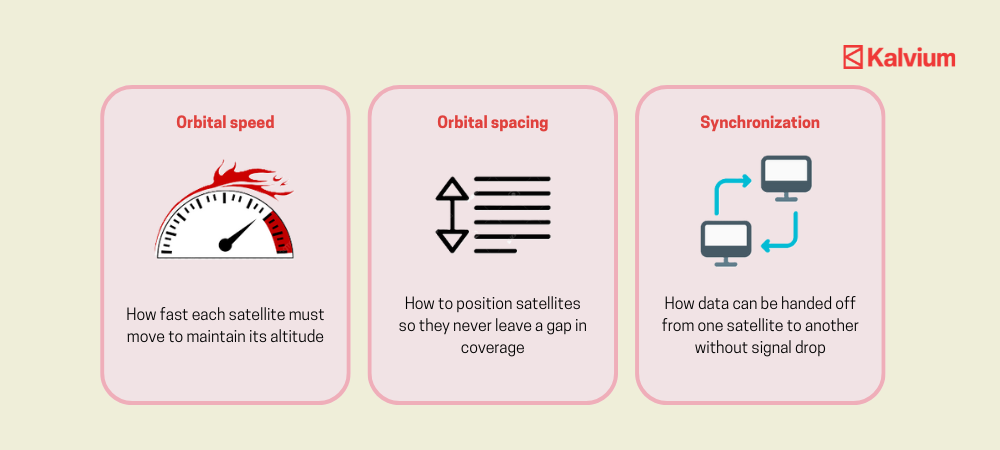 Kalvium
Orbital speed
How fast each satellite must
move to maintain its altitude
Orbital spacing
How to position satellites
so they never leave a gap in
coverage
Synchronization
How data can be handed off
from one satellite to another
without signal drop